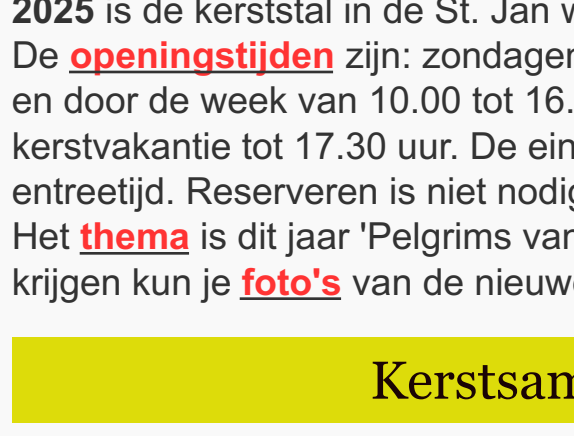 2025 is de kerststal in de St. Jan
De openingstijden zijn: zondagen
en door de week van 10.00 tot 16.
kerstvakantie tot 17.30 uur. De ein
entreetijd. Reserveren is niet nodig
Het thema is dit jaar 'Pelgrims van
krijgen kun je foto's van de nieuwe
Kerstsam